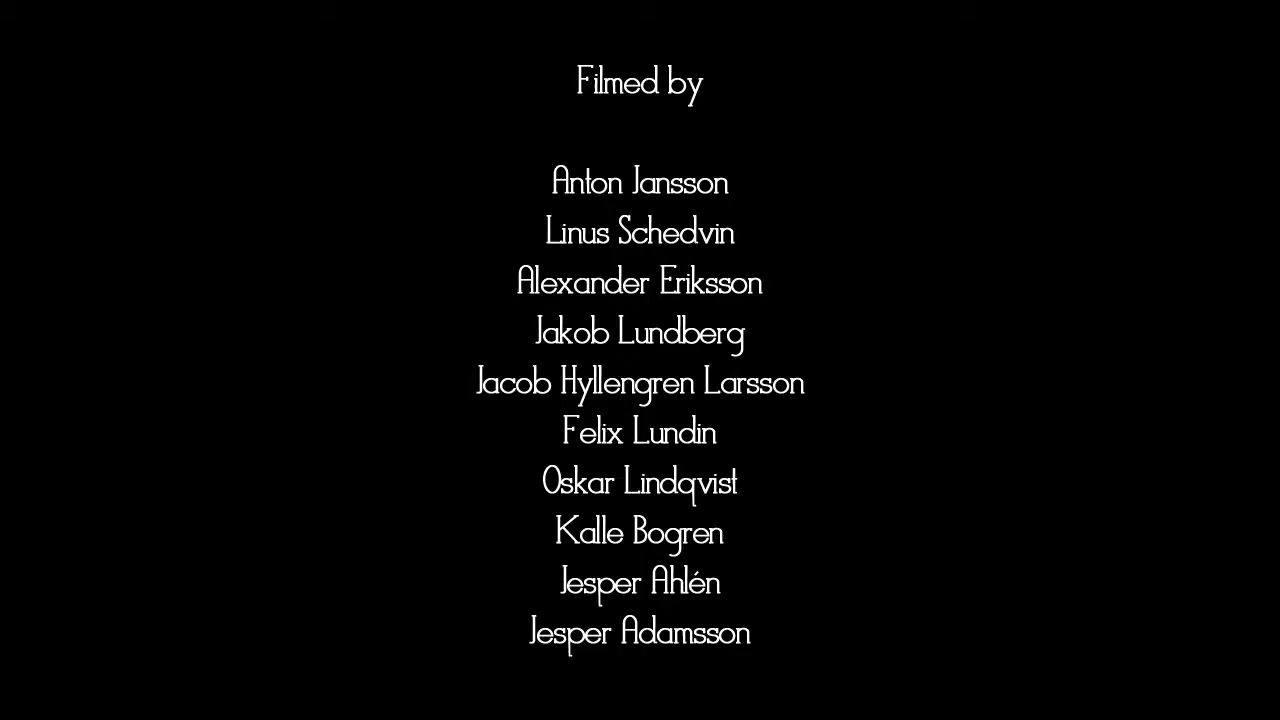 Filmed by
Anton Jansson
Linus Schedvin
Alexander Eriksson
Jakob Lundberg
Jacob Hyllengren Larsson
Felix Lundin
Oskar Lindqvist
Kalle Bogren
Jesper Ahlén
Jesper Adamsson